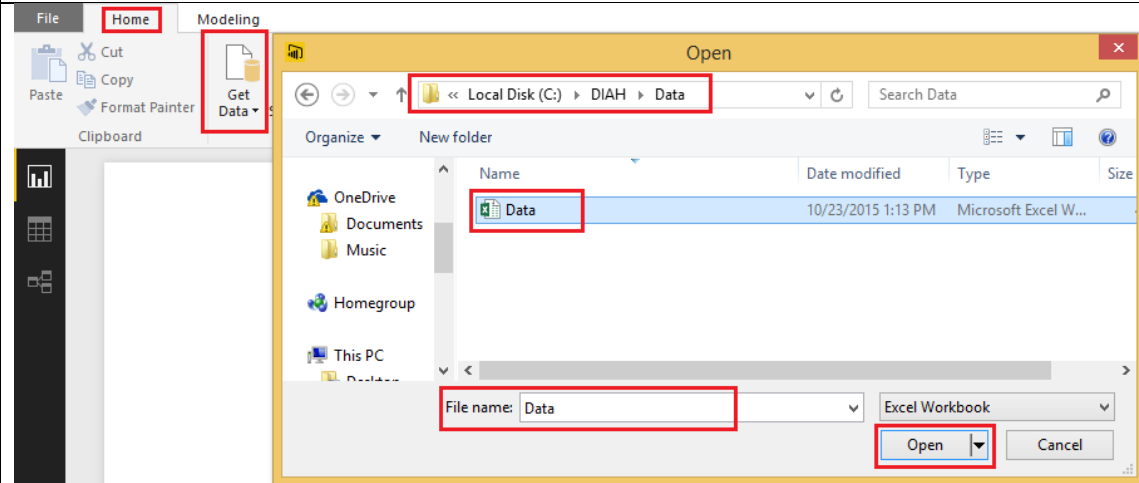 File Home Modeling
Cut
Copy
Format Painter
Paste
Clipboard
Get
Data
Open
« Local Disk (C:) DIAH Data
Search Data
Organize New folder
Name Date modified Type Size
OneDrive
Documents
Music
Homegroup
This PC
Data 10/23/2015 1:13 PM Microsoft Excel W...
File name: Data
Excel Workbook
Open Cancel